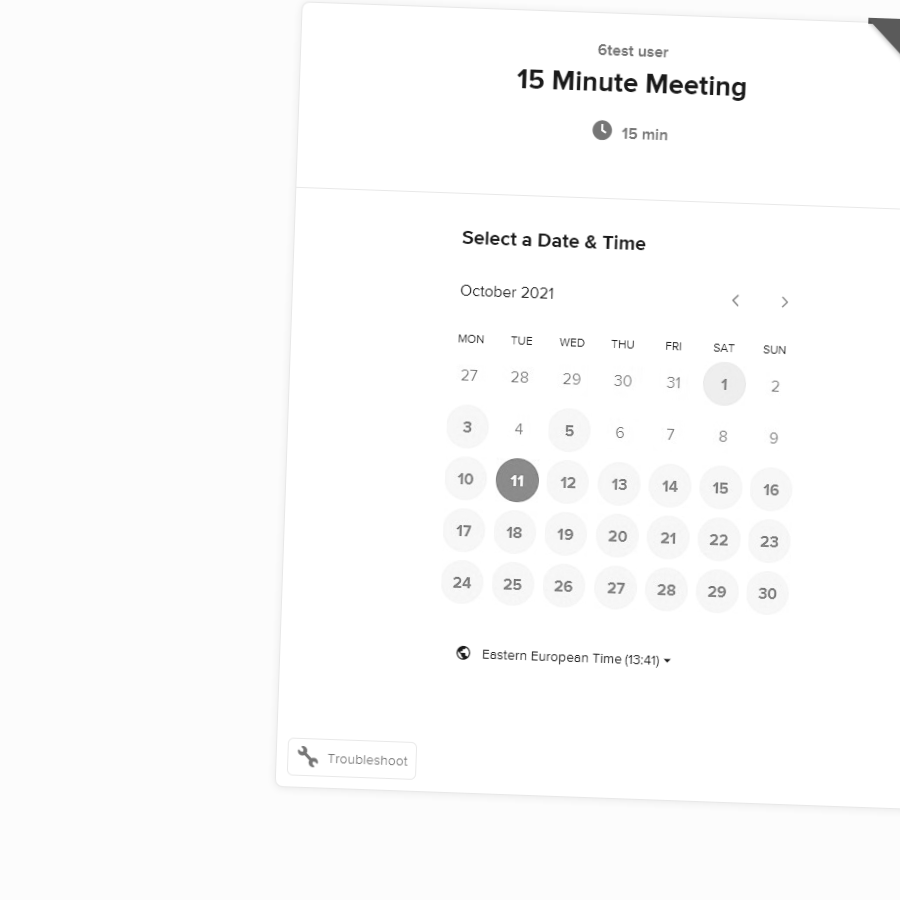 6test user
15 Minute Meeting
15 min
Select a Date & Time
October 2021
MON TUE WED THU FRI SAT SUN
27 28 29 30 31 1 2
3 4 5 6 7 8 9
10 11 12 13 14 15 16
17 18 19 20 21 22 23
24 25 26 27 28 29 30
Eastern European Time (13:41)
Troubleshoot